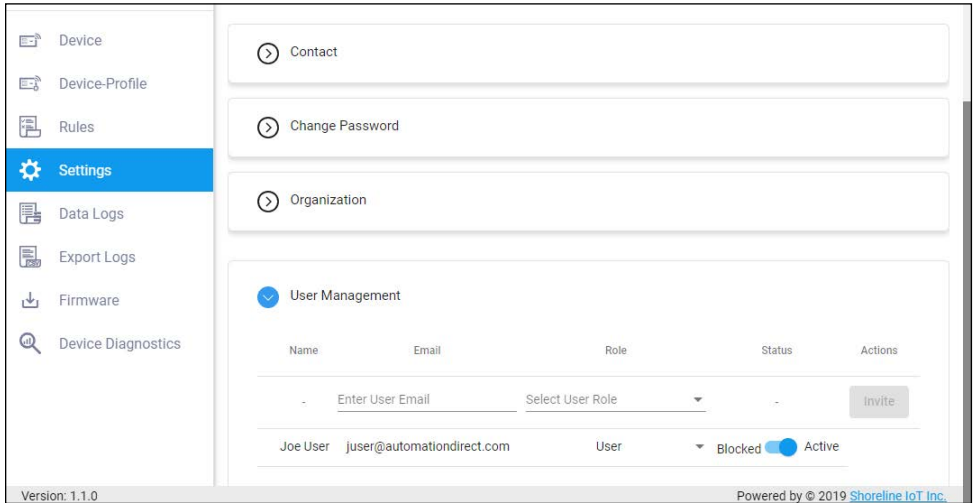 Device
Device-Profile
Rules
Settings
Data Logs
Export Logs
Firmware
Device Diagnostics
Contact
Change Password
Organization
User Management
Name Email Role Status Actions
- Enter User Email Select User Role - Invite
Joe User juser@automationdirect.com User Blocked Active
Version: 1.1.0 Powered by © 2019 Shoreline IoT Inc.